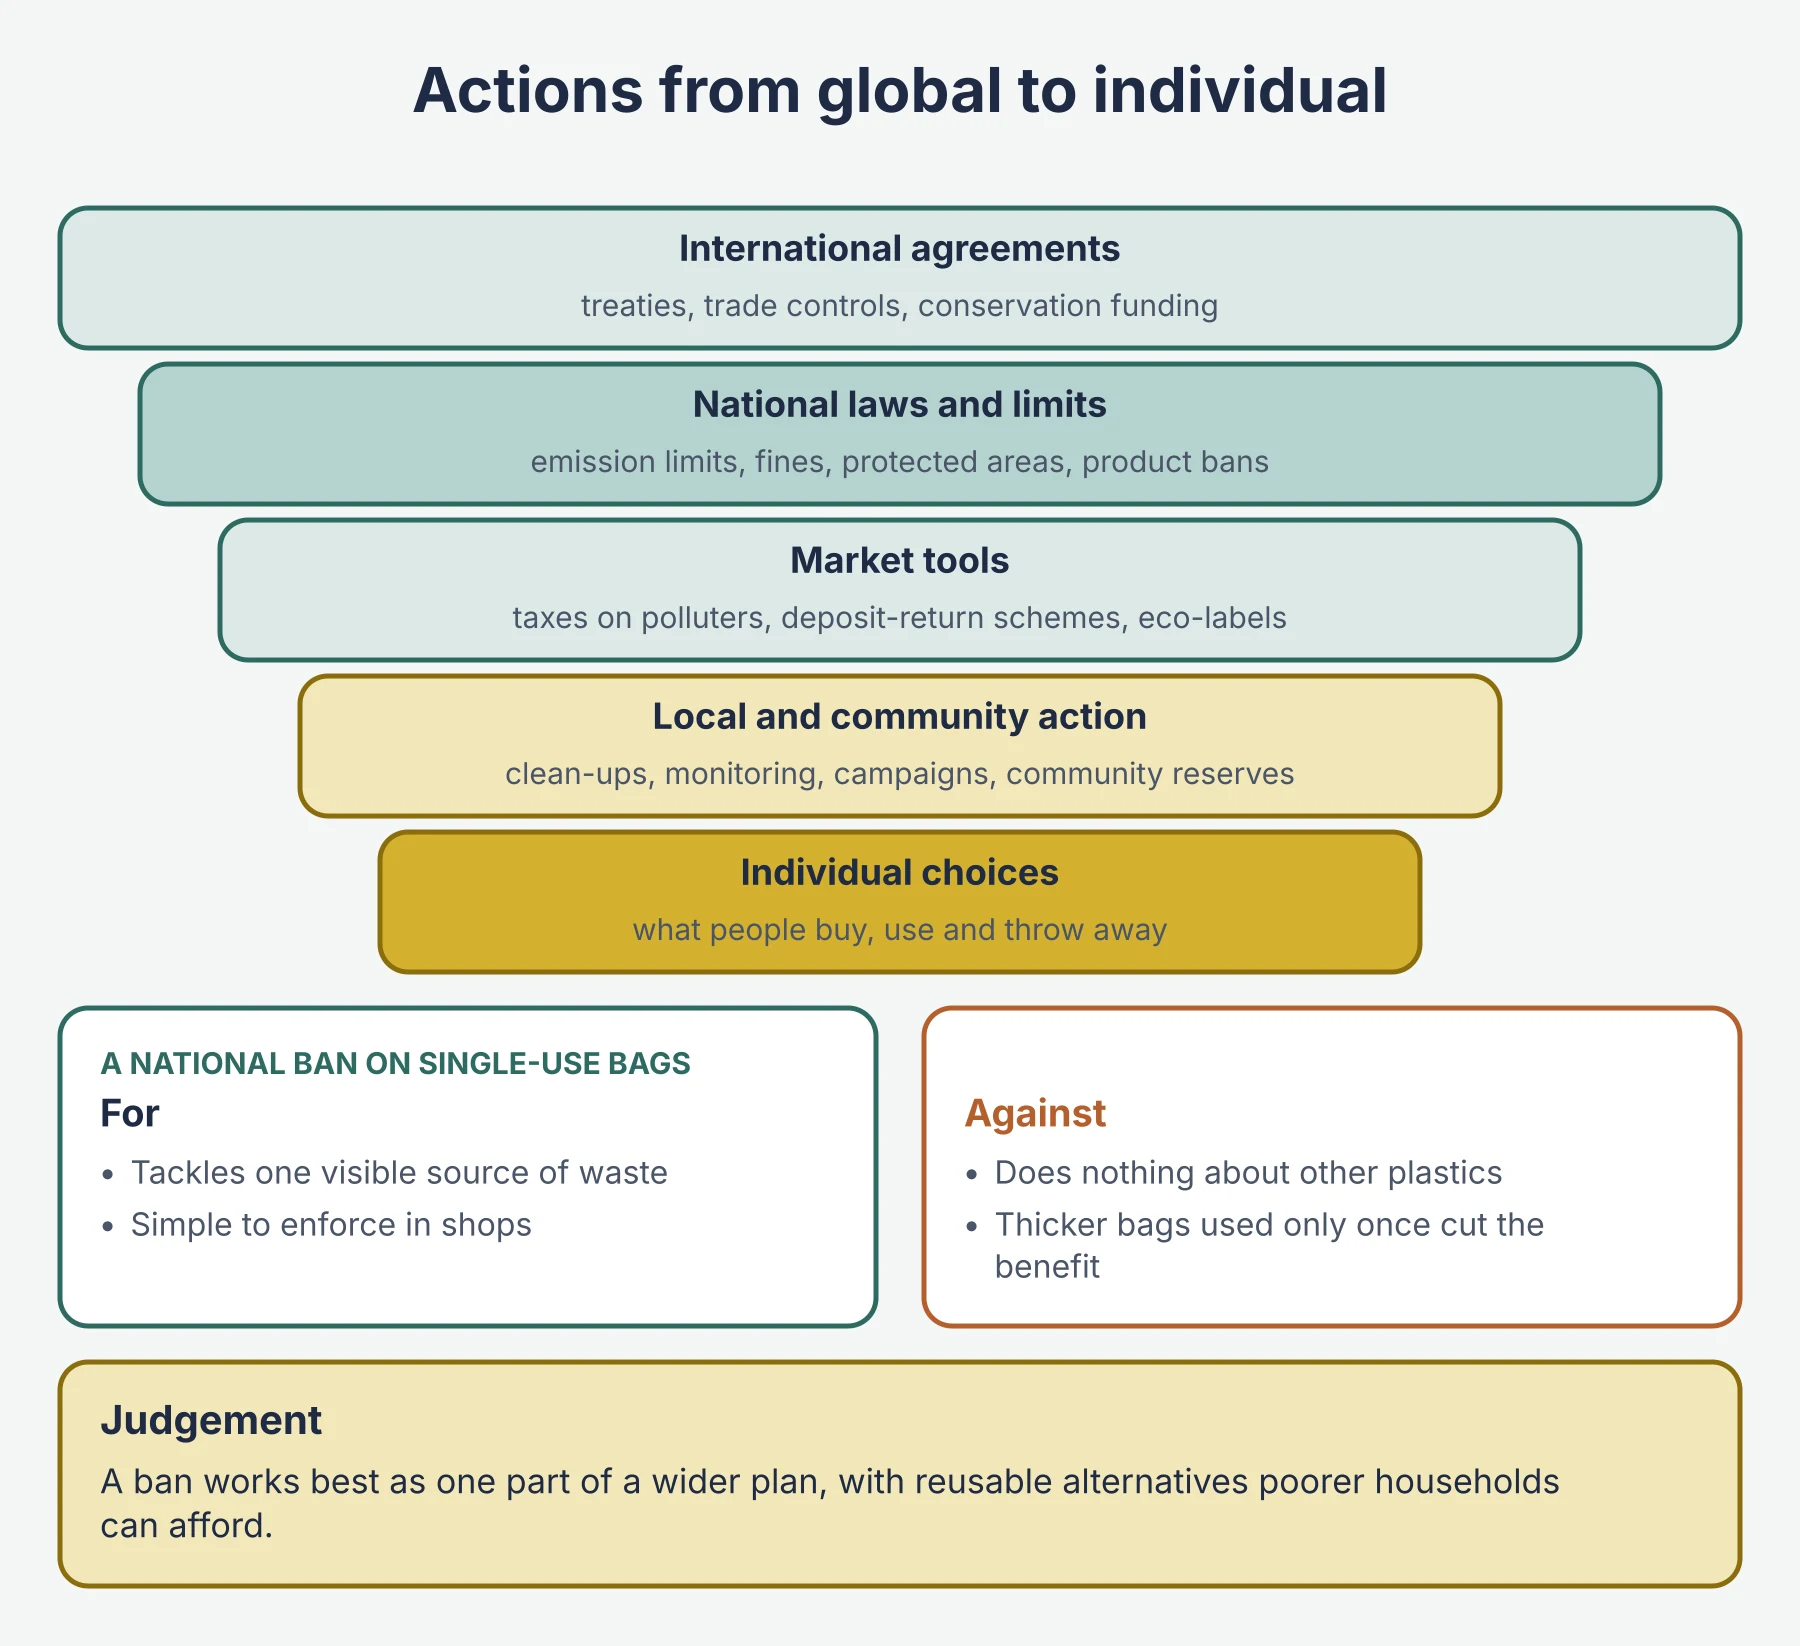 Actions from global to individual
International agreements
treaties, trade controls, conservation funding
National laws and limits
emission limits, fines, protected areas, product bans
Market tools
taxes on polluters, deposit-return schemes, eco-labels
Local and community action
clean-ups, monitoring, campaigns, community reserves
Individual choices
what people buy, use and throw away
A NATIONAL BAN ON SINGLE-USE BAGS
For
• Tackles one visible source of waste
• Simple to enforce in shops
Against
• Does nothing about other plastics
• Thicker bags used only once cut the
benefit
Judgement
A ban works best as one part of a wider plan, with reusable alternatives poorer households
can afford.